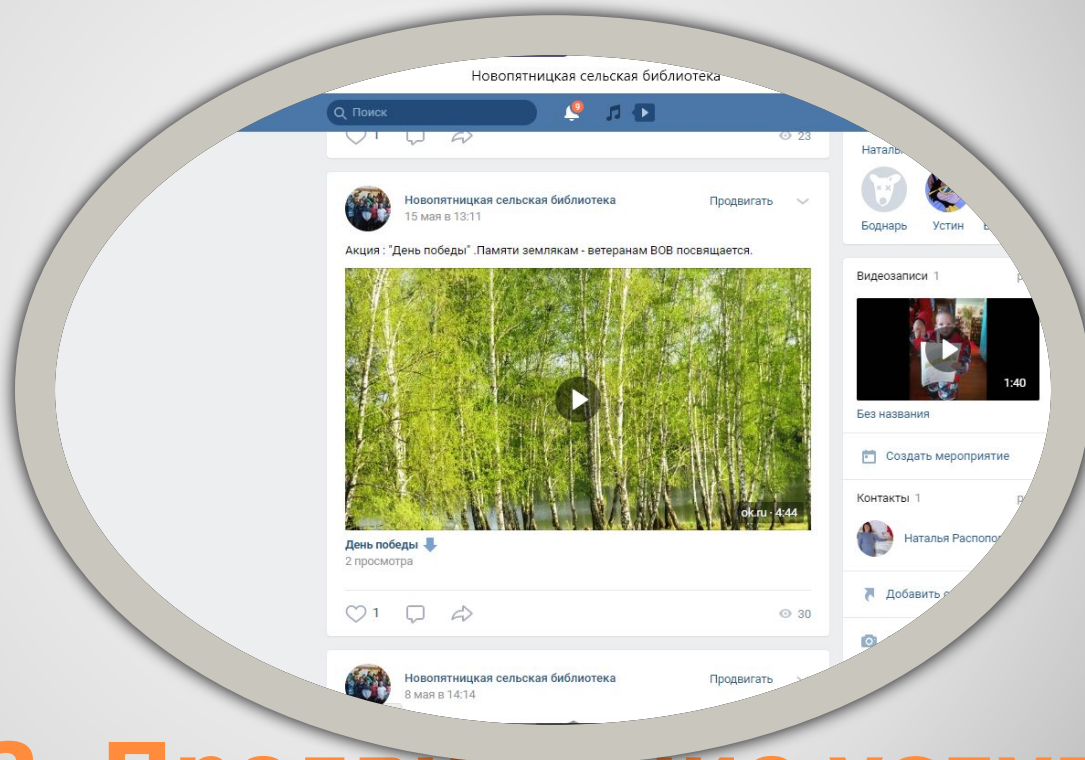 Новопятницкая сельская библиотека
Поиск
9
1
23
Новопятницкая сельская библиотека
Продвигать
15 мая в 13:11
Акция : "День победы" .Памяти землякам - ветеранам ВОВ посвящается.
ok.ru · 4:44
День победы
2 просмотра
1
30
Новопятницкая сельская библиотека
Продвигать
8 мая в 14:14
Боднарь
Устин
Видеозаписи 1
1:40
Без названия
Создать мероприятие
Контакты 1
Наталья
Добавить